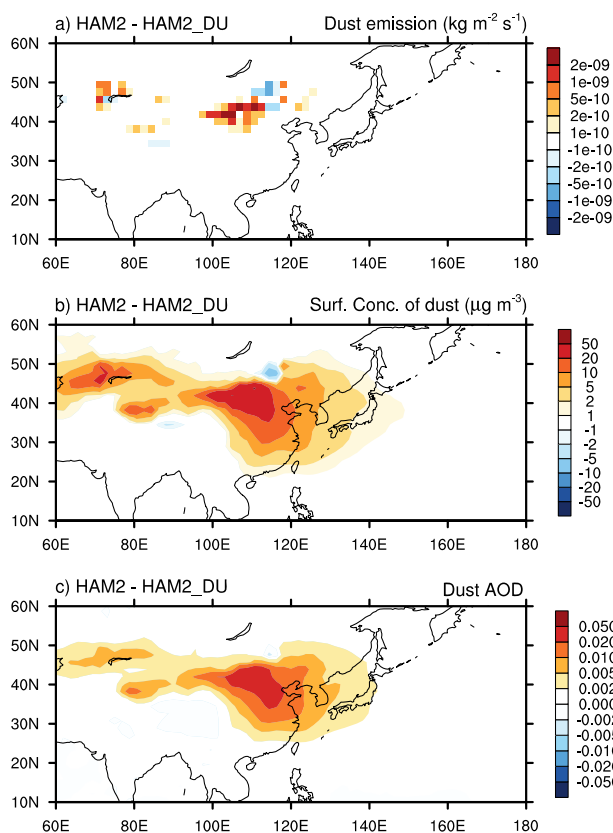 a) HAM2 - HAM2_DU Dust emission (kg m⁻² s⁻¹)
60N
50N
40N
30N
20N
10N
60E 80E 100E 120E 140E 160E 180
2e-09
1e-09
5e-10
2e-10
1e-10
-1e-10
-2e-10
-5e-10
-1e-09
-2e-09
b) HAM2 - HAM2_DU Surf. Conc. of dust (μg m⁻³)
60N
50N
40N
30N
20N
10N
60E 80E 100E 120E 140E 160E 180
50
20
10
5
2
1
-1
-2
-5
-10
-20
-50
c) HAM2 - HAM2_DU Dust AOD
60N
50N
40N
30N
20N
10N
60E 80E 100E 120E 140E 160E 180
0.050
0.020
0.010
0.005
0.002
0.000
-0.00
-0.002
-0.005
-0.010
-0.020
-0.050